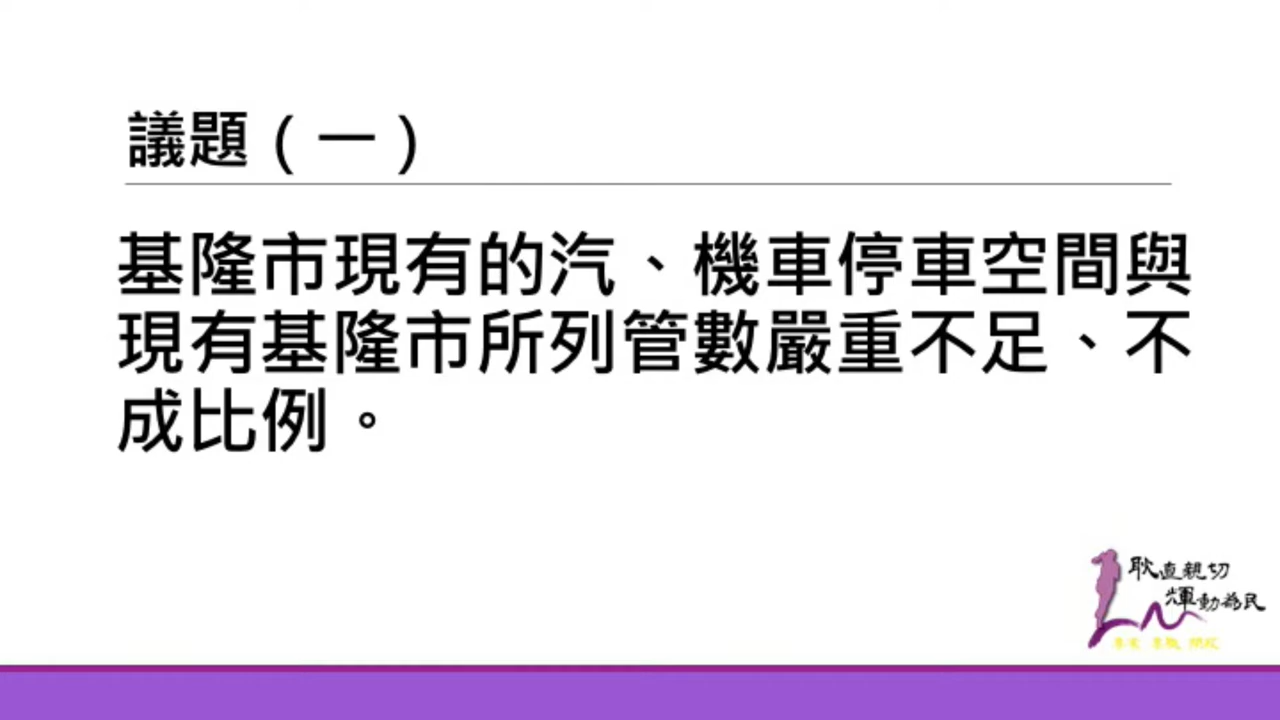 議題(一)
基隆市現有的汽、機車停車空間與
現有基隆市所列管數嚴重不足、不
成比例。
耿直親切
輝動為民